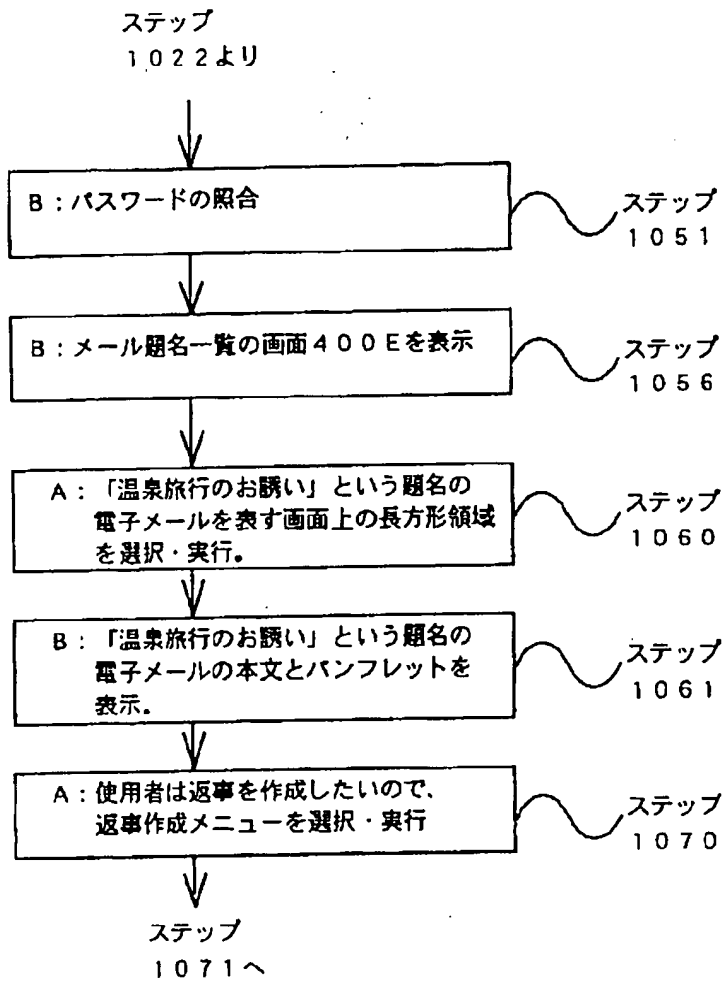 ステップ
１０２２より
Ｂ：パスワードの照合
ステップ
１０５１
Ｂ：メール題名一覧の画面４００Ｅを表示
ステップ
１０５６
Ａ：「温泉旅行のお誘い」という題名の
電子メールを表す画面上の長方形領域
を選択・実行。
ステップ
１０６０
Ｂ：「温泉旅行のお誘い」という題名の
電子メールの本文とパンフレットを
表示。
ステップ
１０６１
Ａ：使用者は返事を作成したいので、
返事作成メニューを選択・実行
ステップ
１０７０
ステップ
１０７１へ